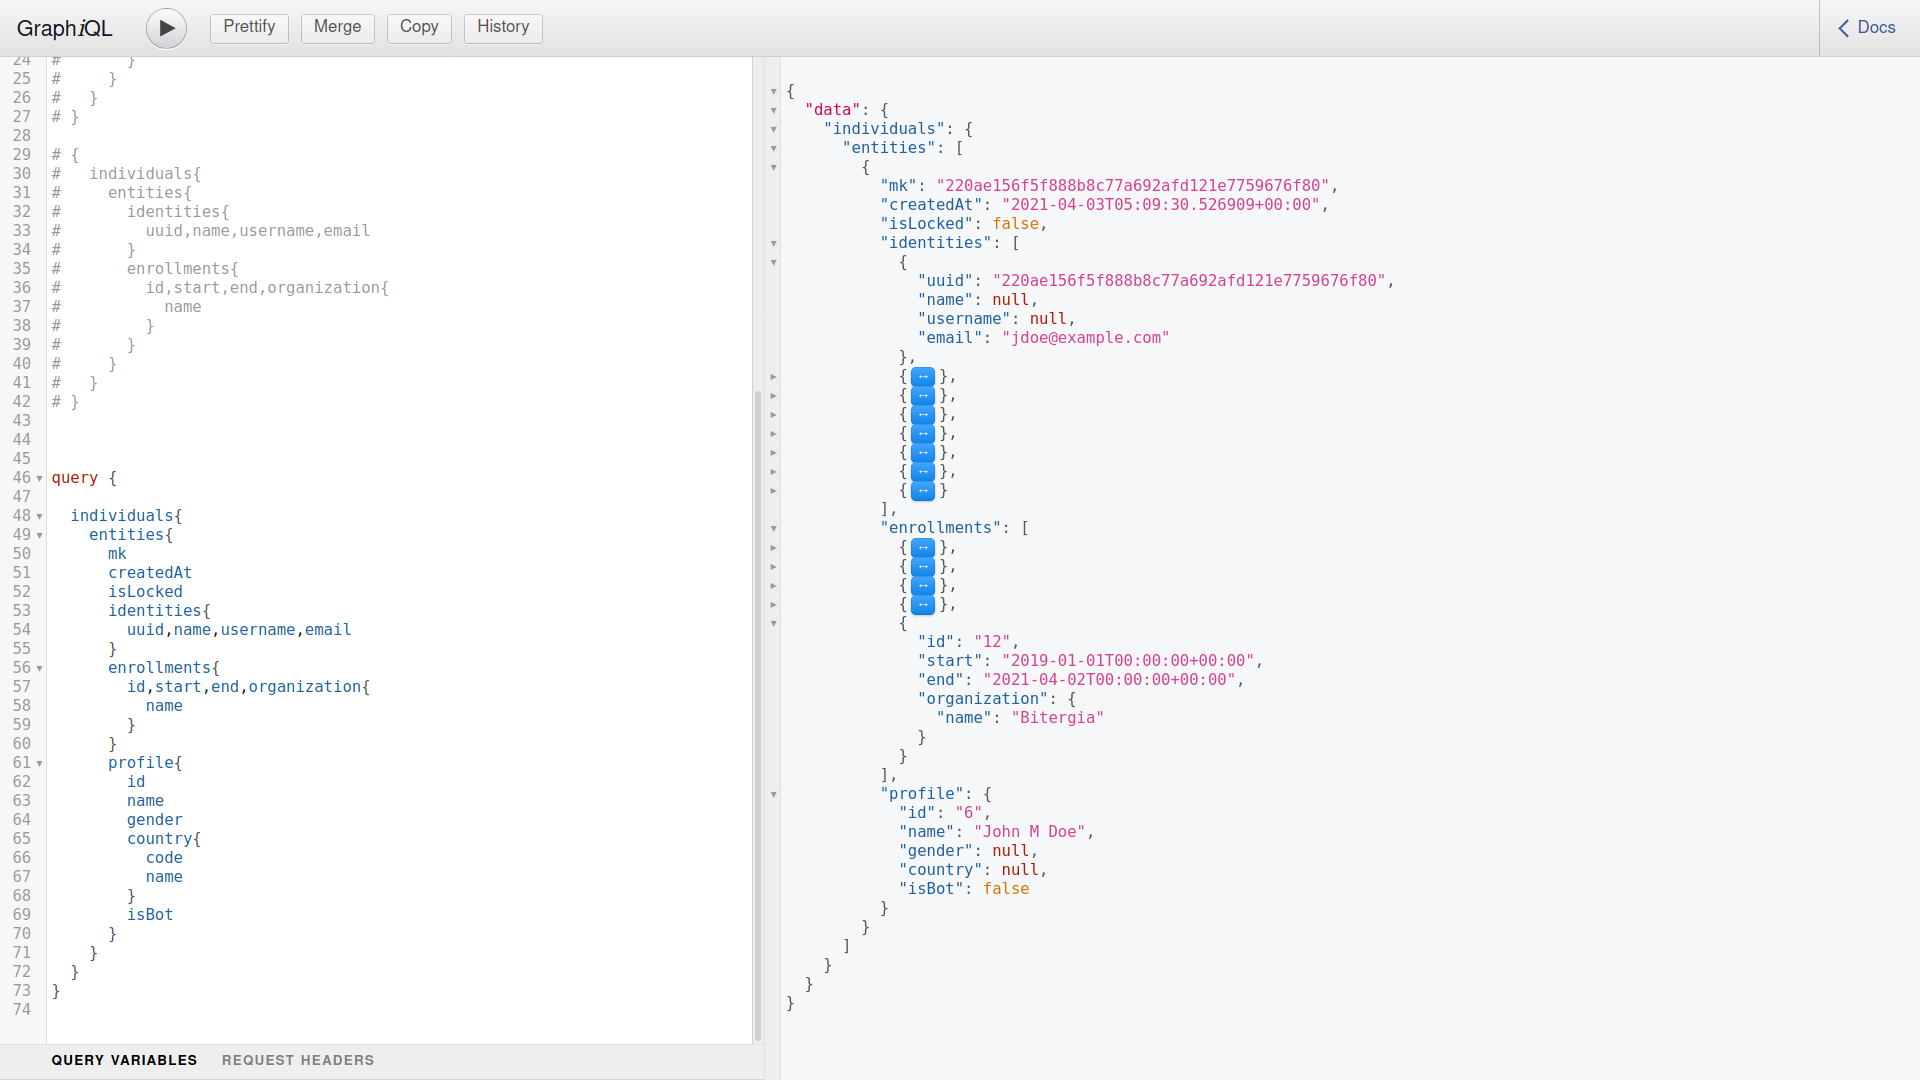 GraphiQL Prettify Merge Copy History Docs
24 #       }
25 #     }
26 #   }
27 # }
28
29 # {
30 #   individuals{
31 #     entities{
32 #       identities{
33 #         uuid,name,username,email
34 #       }
35 #       enrollments{
36 #         id,start,end,organization{
37 #           name
38 #         }
39 #       }
40 #     }
41 #   }
42 # }
43
44
45
46 query {
47
48   individuals{
49     entities{
50       mk
51       createdAt
52       isLocked
53       identities{
54         uuid,name,username,email
55       }
56       enrollments{
57         id,start,end,organization{
58           name
59         }
60       }
61       profile{
62         id
63         name
64         gender
65         country{
66           code
67           name
68         }
69         isBot
70       }
71     }
72   }
73 }
74
QUERY VARIABLES REQUEST HEADERS
{
  "data": {
    "individuals": {
      "entities": [
        {
          "mk": "220ae156f5f888b8c77a692afd121e7759676f80",
          "createdAt": "2021-04-03T05:09:30.526909+00:00",
          "isLocked": false,
          "identities": [
            {
              "uuid": "220ae156f5f888b8c77a692afd121e7759676f80",
              "name": null,
              "username": null,
              "email": "jdoe@example.com"
            },
            {↔},
            {↔},
            {↔},
            {↔},
            {↔},
            {↔},
            {↔}
          ],
          "enrollments": [
            {↔},
            {↔},
            {↔},
            {↔},
            {
              "id": "12",
              "start": "2019-01-01T00:00:00+00:00",
              "end": "2021-04-02T00:00:00+00:00",
              "organization": {
                "name": "Bitergia"
              }
            }
          ],
          "profile": {
            "id": "6",
            "name": "John M Doe",
            "gender": null,
            "country": null,
            "isBot": false
          }
        }
      ]
    }
  }
}